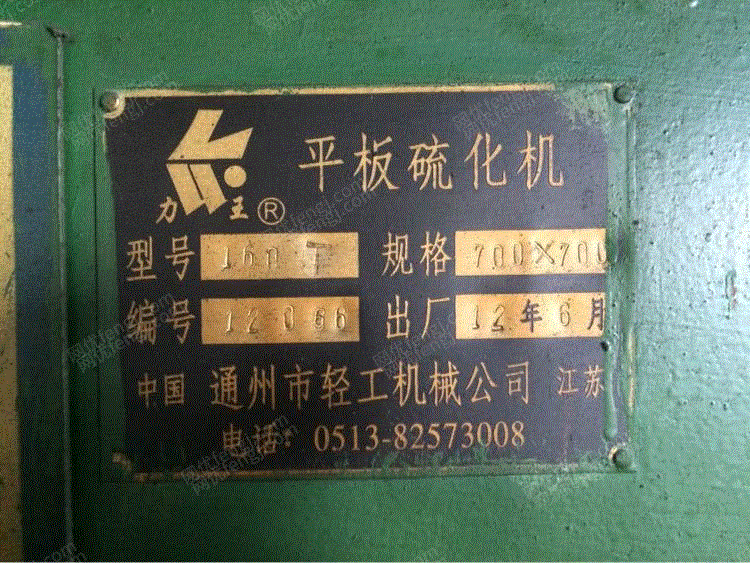 平板硫化机
力王®
型号 160T 规格 700×700
编号 12066 出厂 12年6月
中国 通州市轻工机械公司 江苏
电话: 0513-82573008